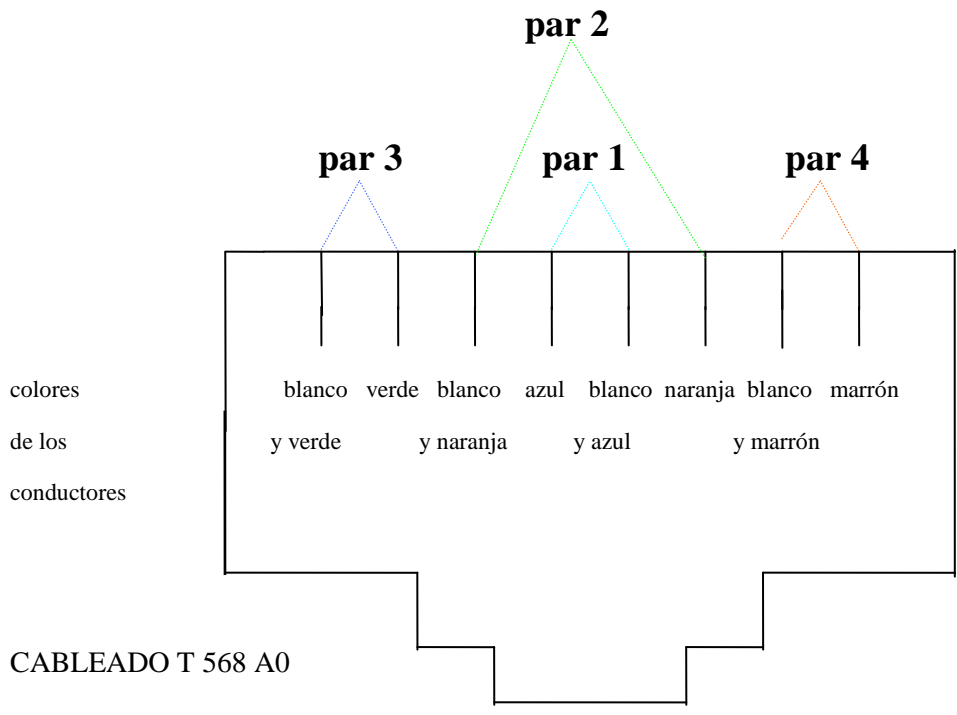 par 2
par 3 par 1 par 4
colores blanco verde blanco azul blanco naranja blanco marrón
de los y verde y naranja y azul y marrón
conductores
CABLEADO T 568 A0